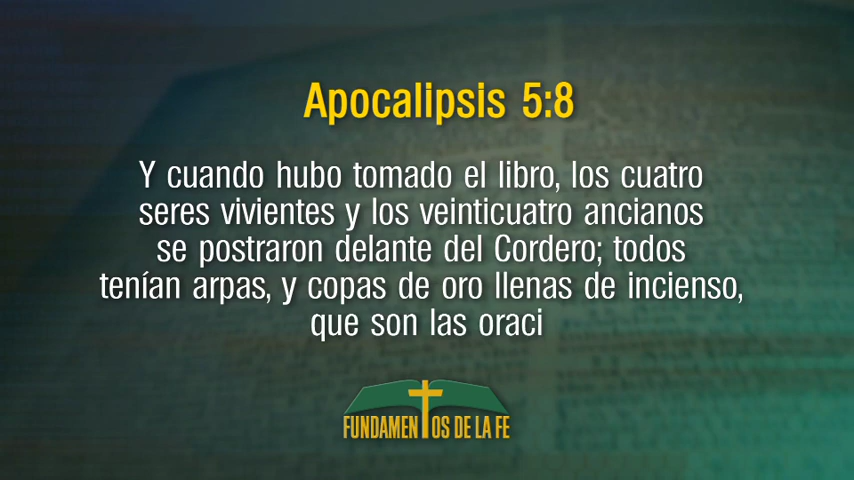 Apocalipsis 5:8
Y cuando hubo tomado el libro, los cuatro
seres vivientes y los veinticuatro ancianos
se postraron delante del Cordero; todos
tenían arpas, y copas de oro llenas de incienso,
que son las oraci
FUNDAMENTOS DE LA FE